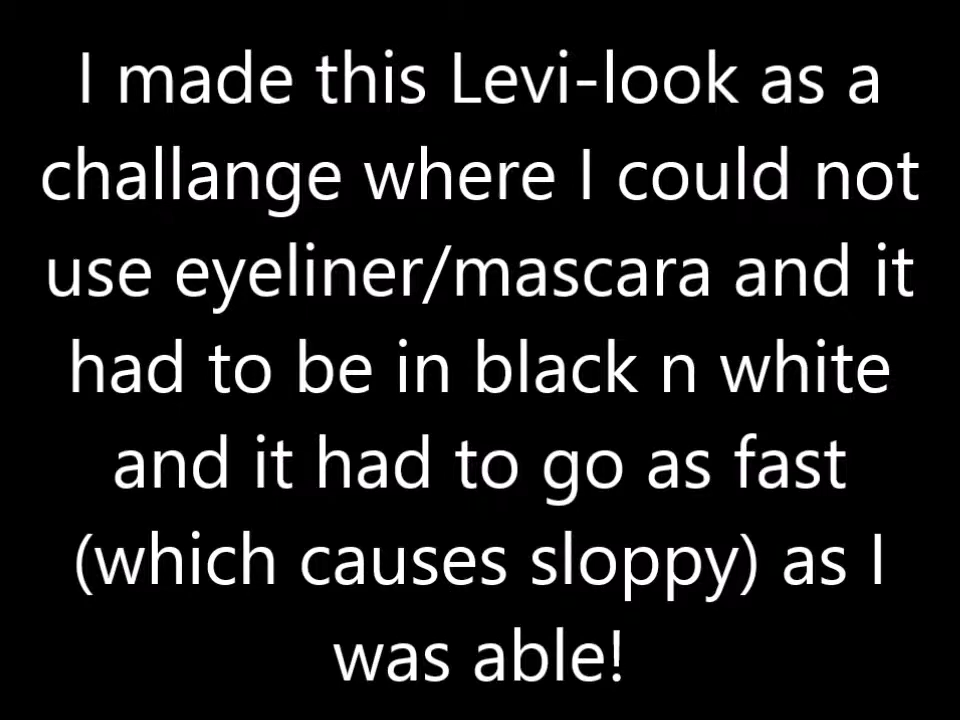 I made this Levi-look as a
challange where I could not
use eyeliner/mascara and it
had to be in black n white
and it had to go as fast
(which causes sloppy) as I
was able!